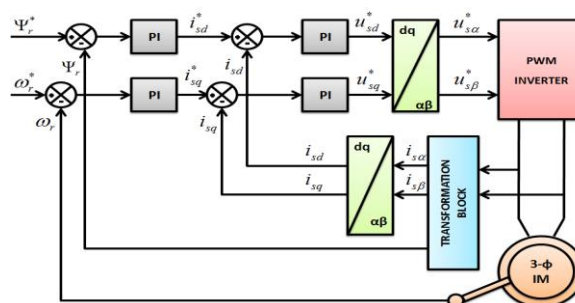 Ψr*
PI
isd*
PI
usd*
dq
usα*
PWM INVERTER
Ψr
isd
ωr*
PI
isq*
PI
usq*
αβ
usβ*
ωr
isq
isd
dq
isα
isq
isβ
αβ
TRANSFORMATION
BLOCK
3-ϕ
IM